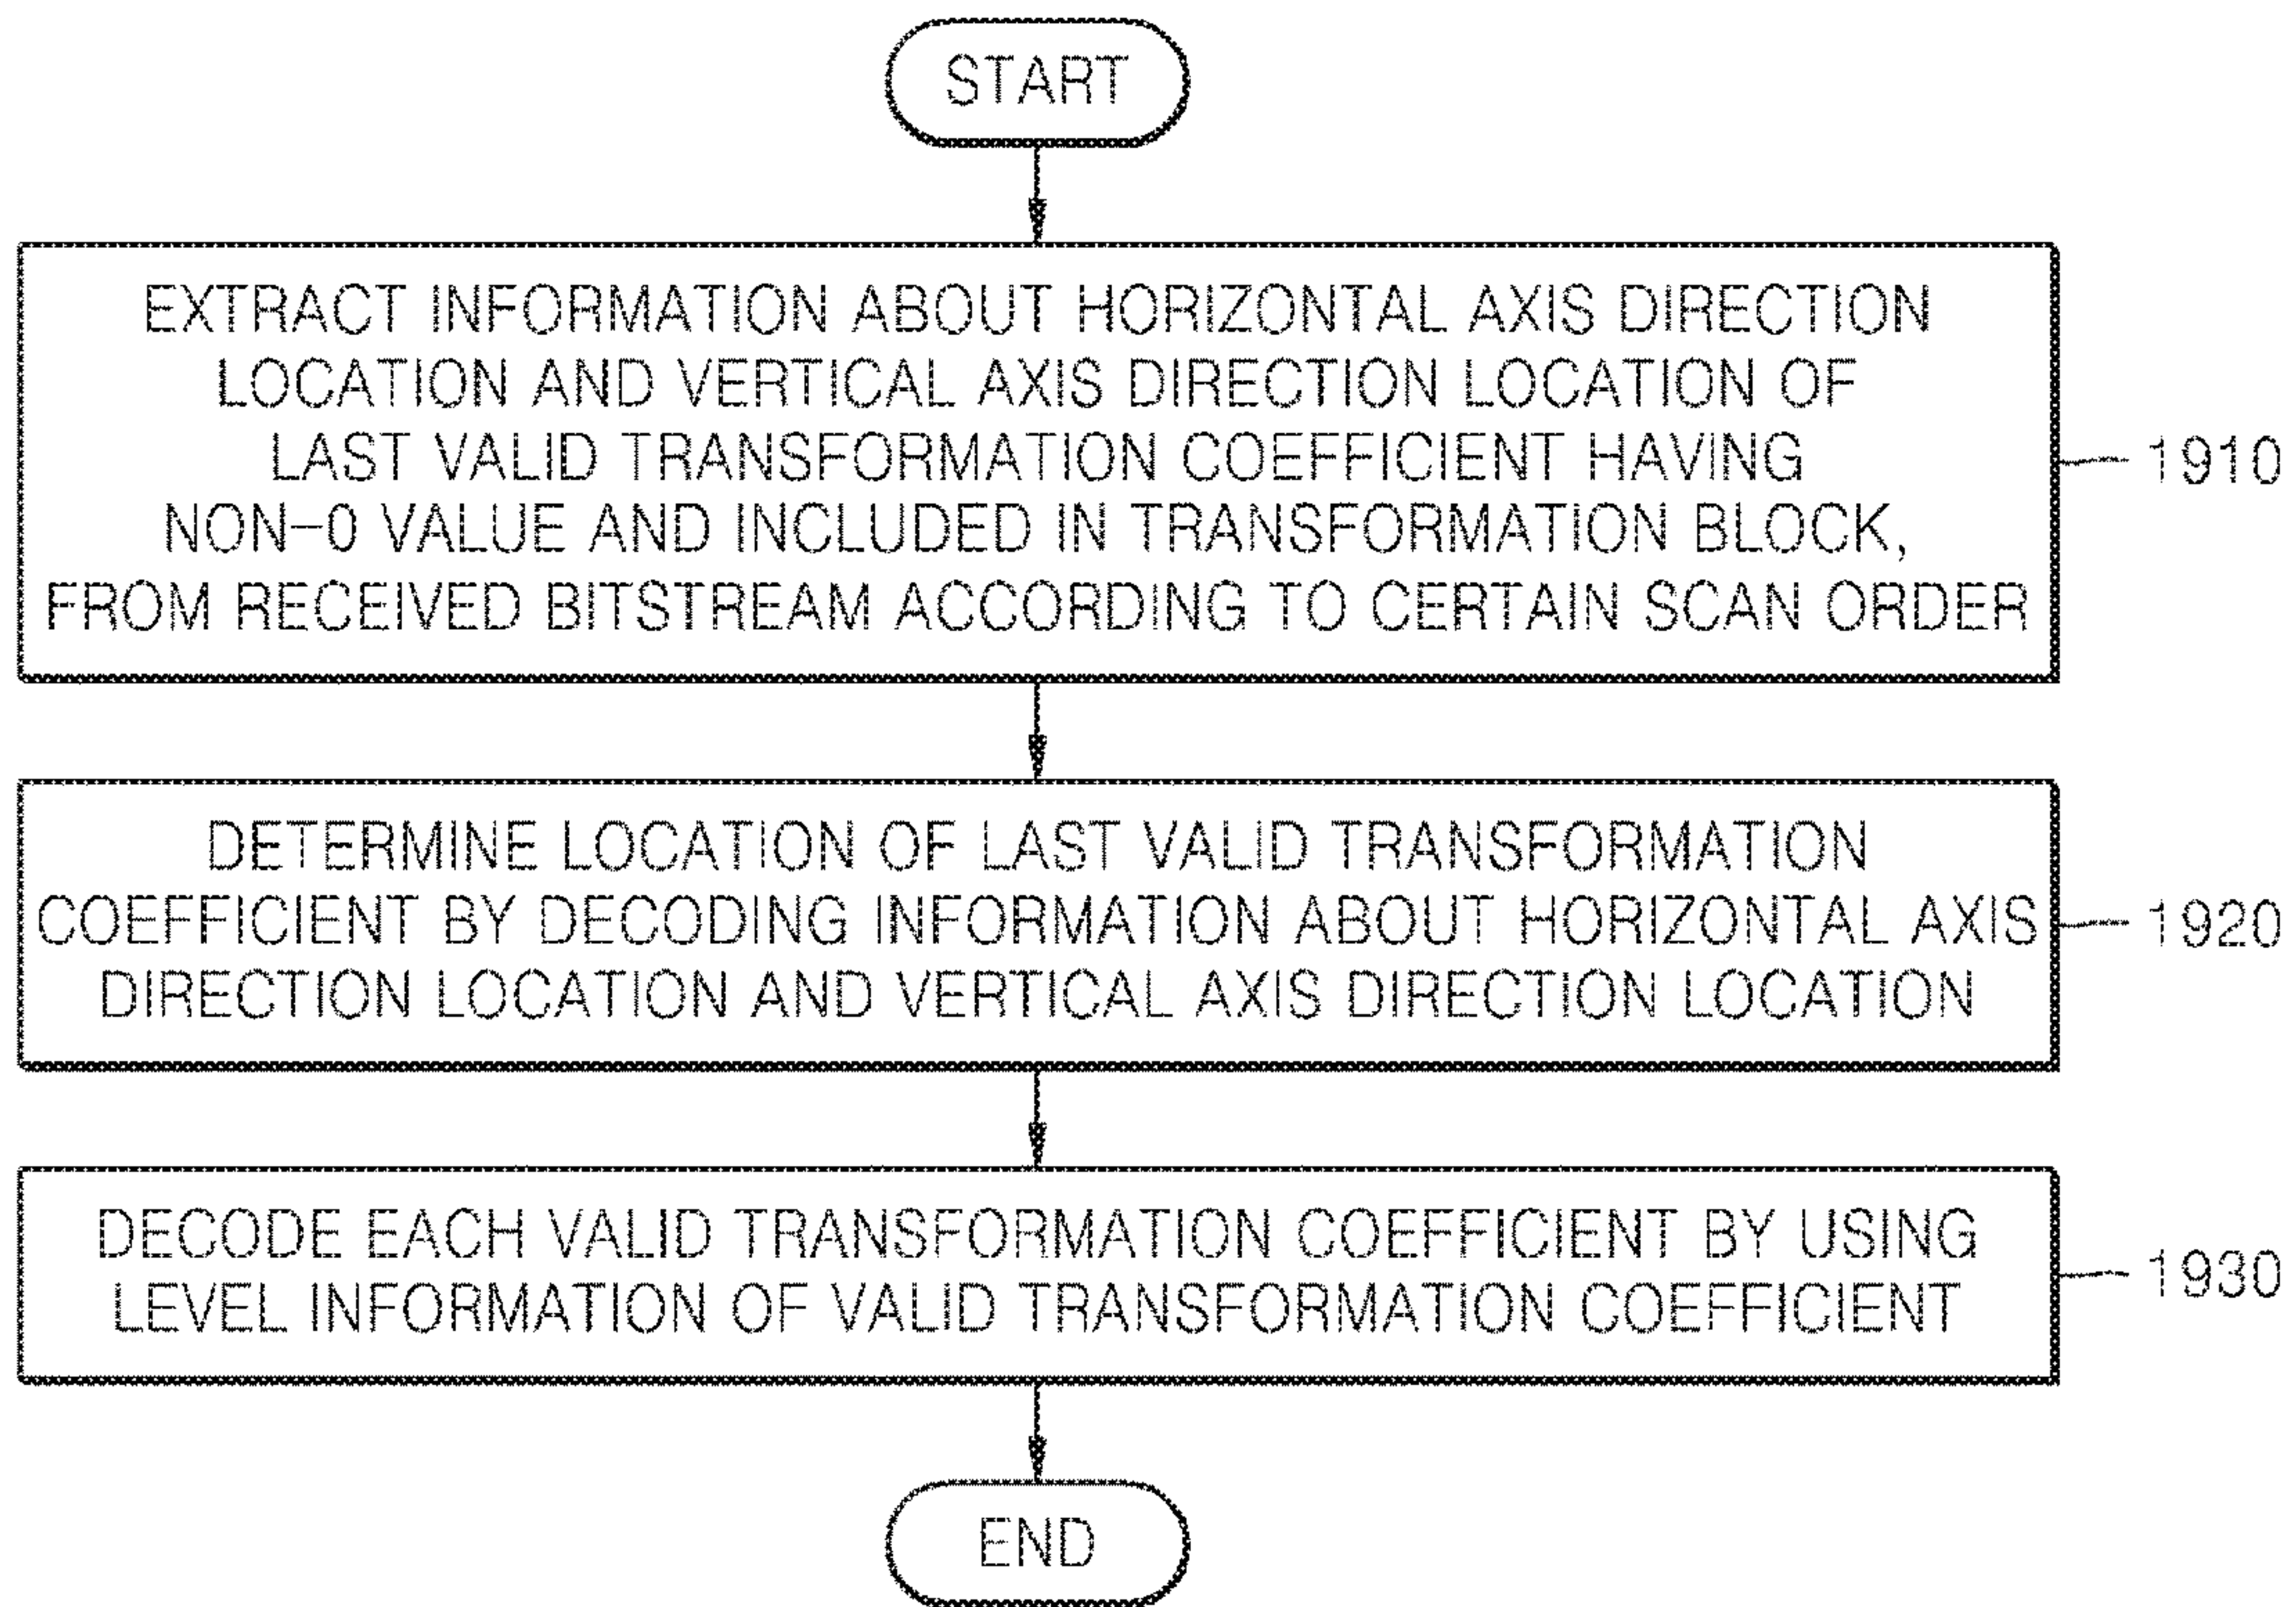 START
EXTRACT INFORMATION ABOUT HORIZONTAL AXIS DIRECTION
LOCATION AND VERTICAL AXIS DIRECTION LOCATION OF
LAST VALID TRANSFORMATION COEFFICIENT HAVING
NON-0 VALUE AND INCLUDED IN TRANSFORMATION BLOCK,
FROM RECEIVED BITSTREAM ACCORDING TO CERTAIN SCAN ORDER
1910
DETERMINE LOCATION OF LAST VALID TRANSFORMATION
COEFFICIENT BY DECODING INFORMATION ABOUT HORIZONTAL AXIS
DIRECTION LOCATION AND VERTICAL AXIS DIRECTION LOCATION
1920
DECODE EACH VALID TRANSFORMATION COEFFICIENT BY USING
LEVEL INFORMATION OF VALID TRANSFORMATION COEFFICIENT
1930
END